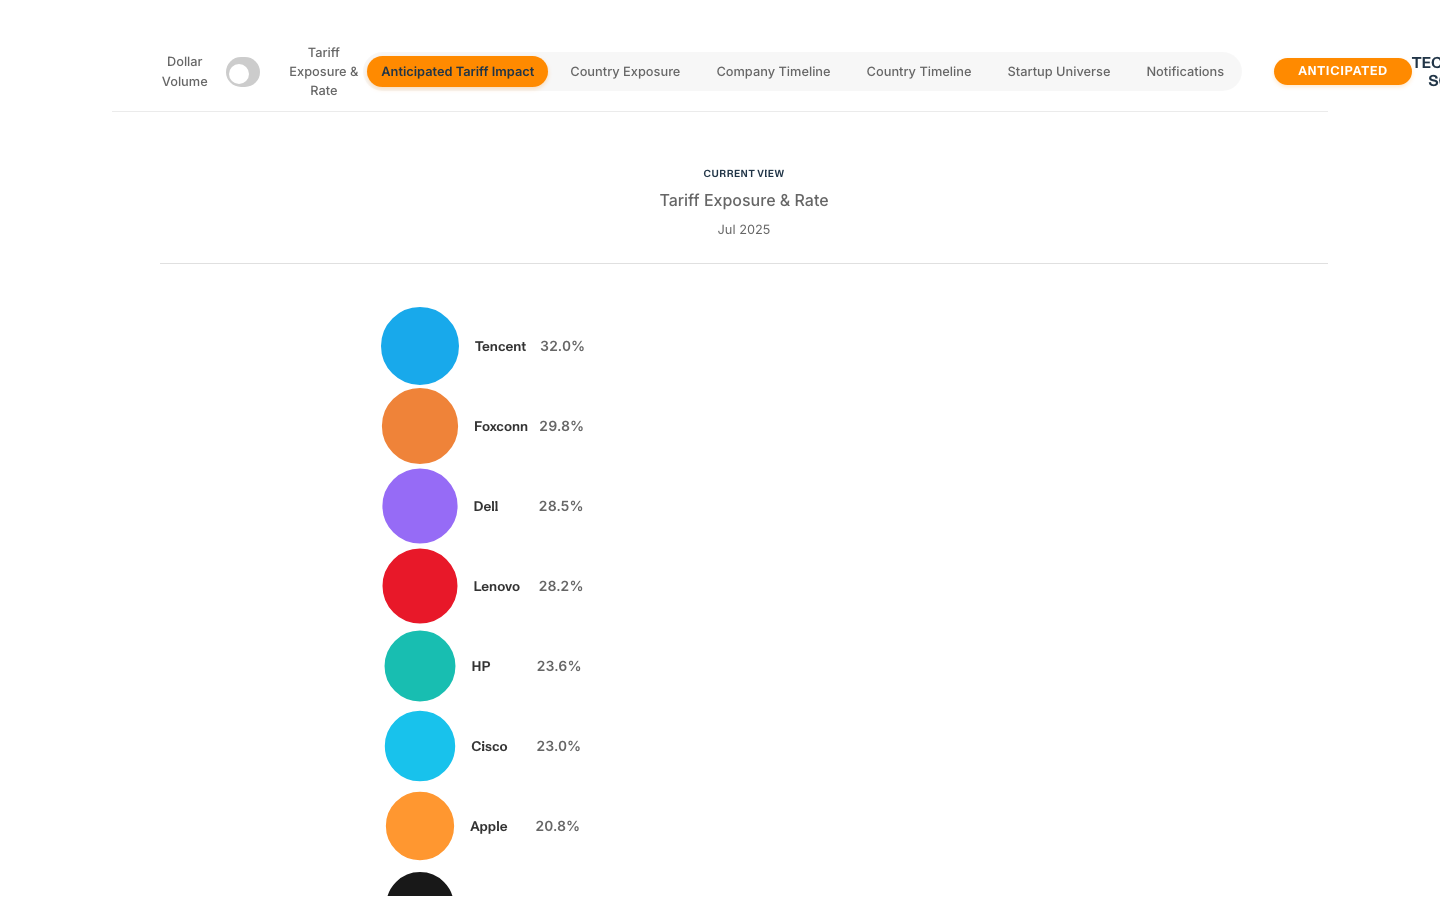 Dollar
Volume
Tariff
Exposure &
Rate
Anticipated Tariff Impact
Country Exposure
Company Timeline
Country Timeline
Startup Universe
Notifications
ANTICIPATED
CURRENT VIEW
Tariff Exposure & Rate
Jul 2025
Tencent 32.0%
Foxconn 29.8%
Dell 28.5%
Lenovo 28.2%
HP 23.6%
Cisco 23.0%
Apple 20.8%